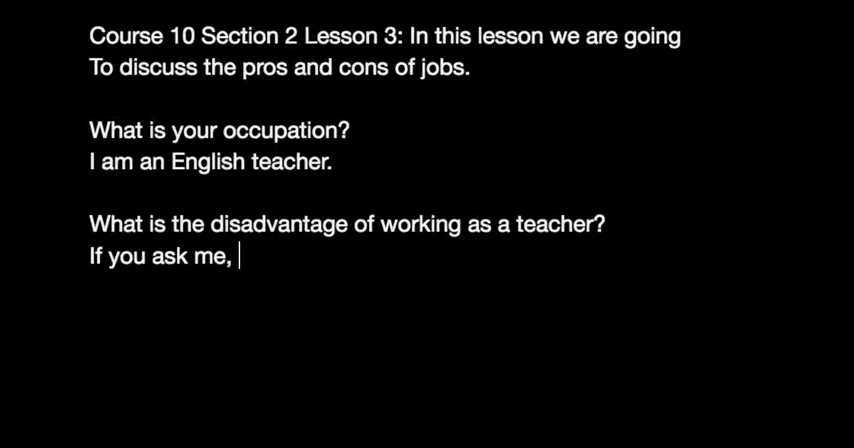 Course 10 Section 2 Lesson 3: In this lesson we are going
To discuss the pros and cons of jobs.
What is your occupation?
I am an English teacher.
What is the disadvantage of working as a teacher?
If you ask me,